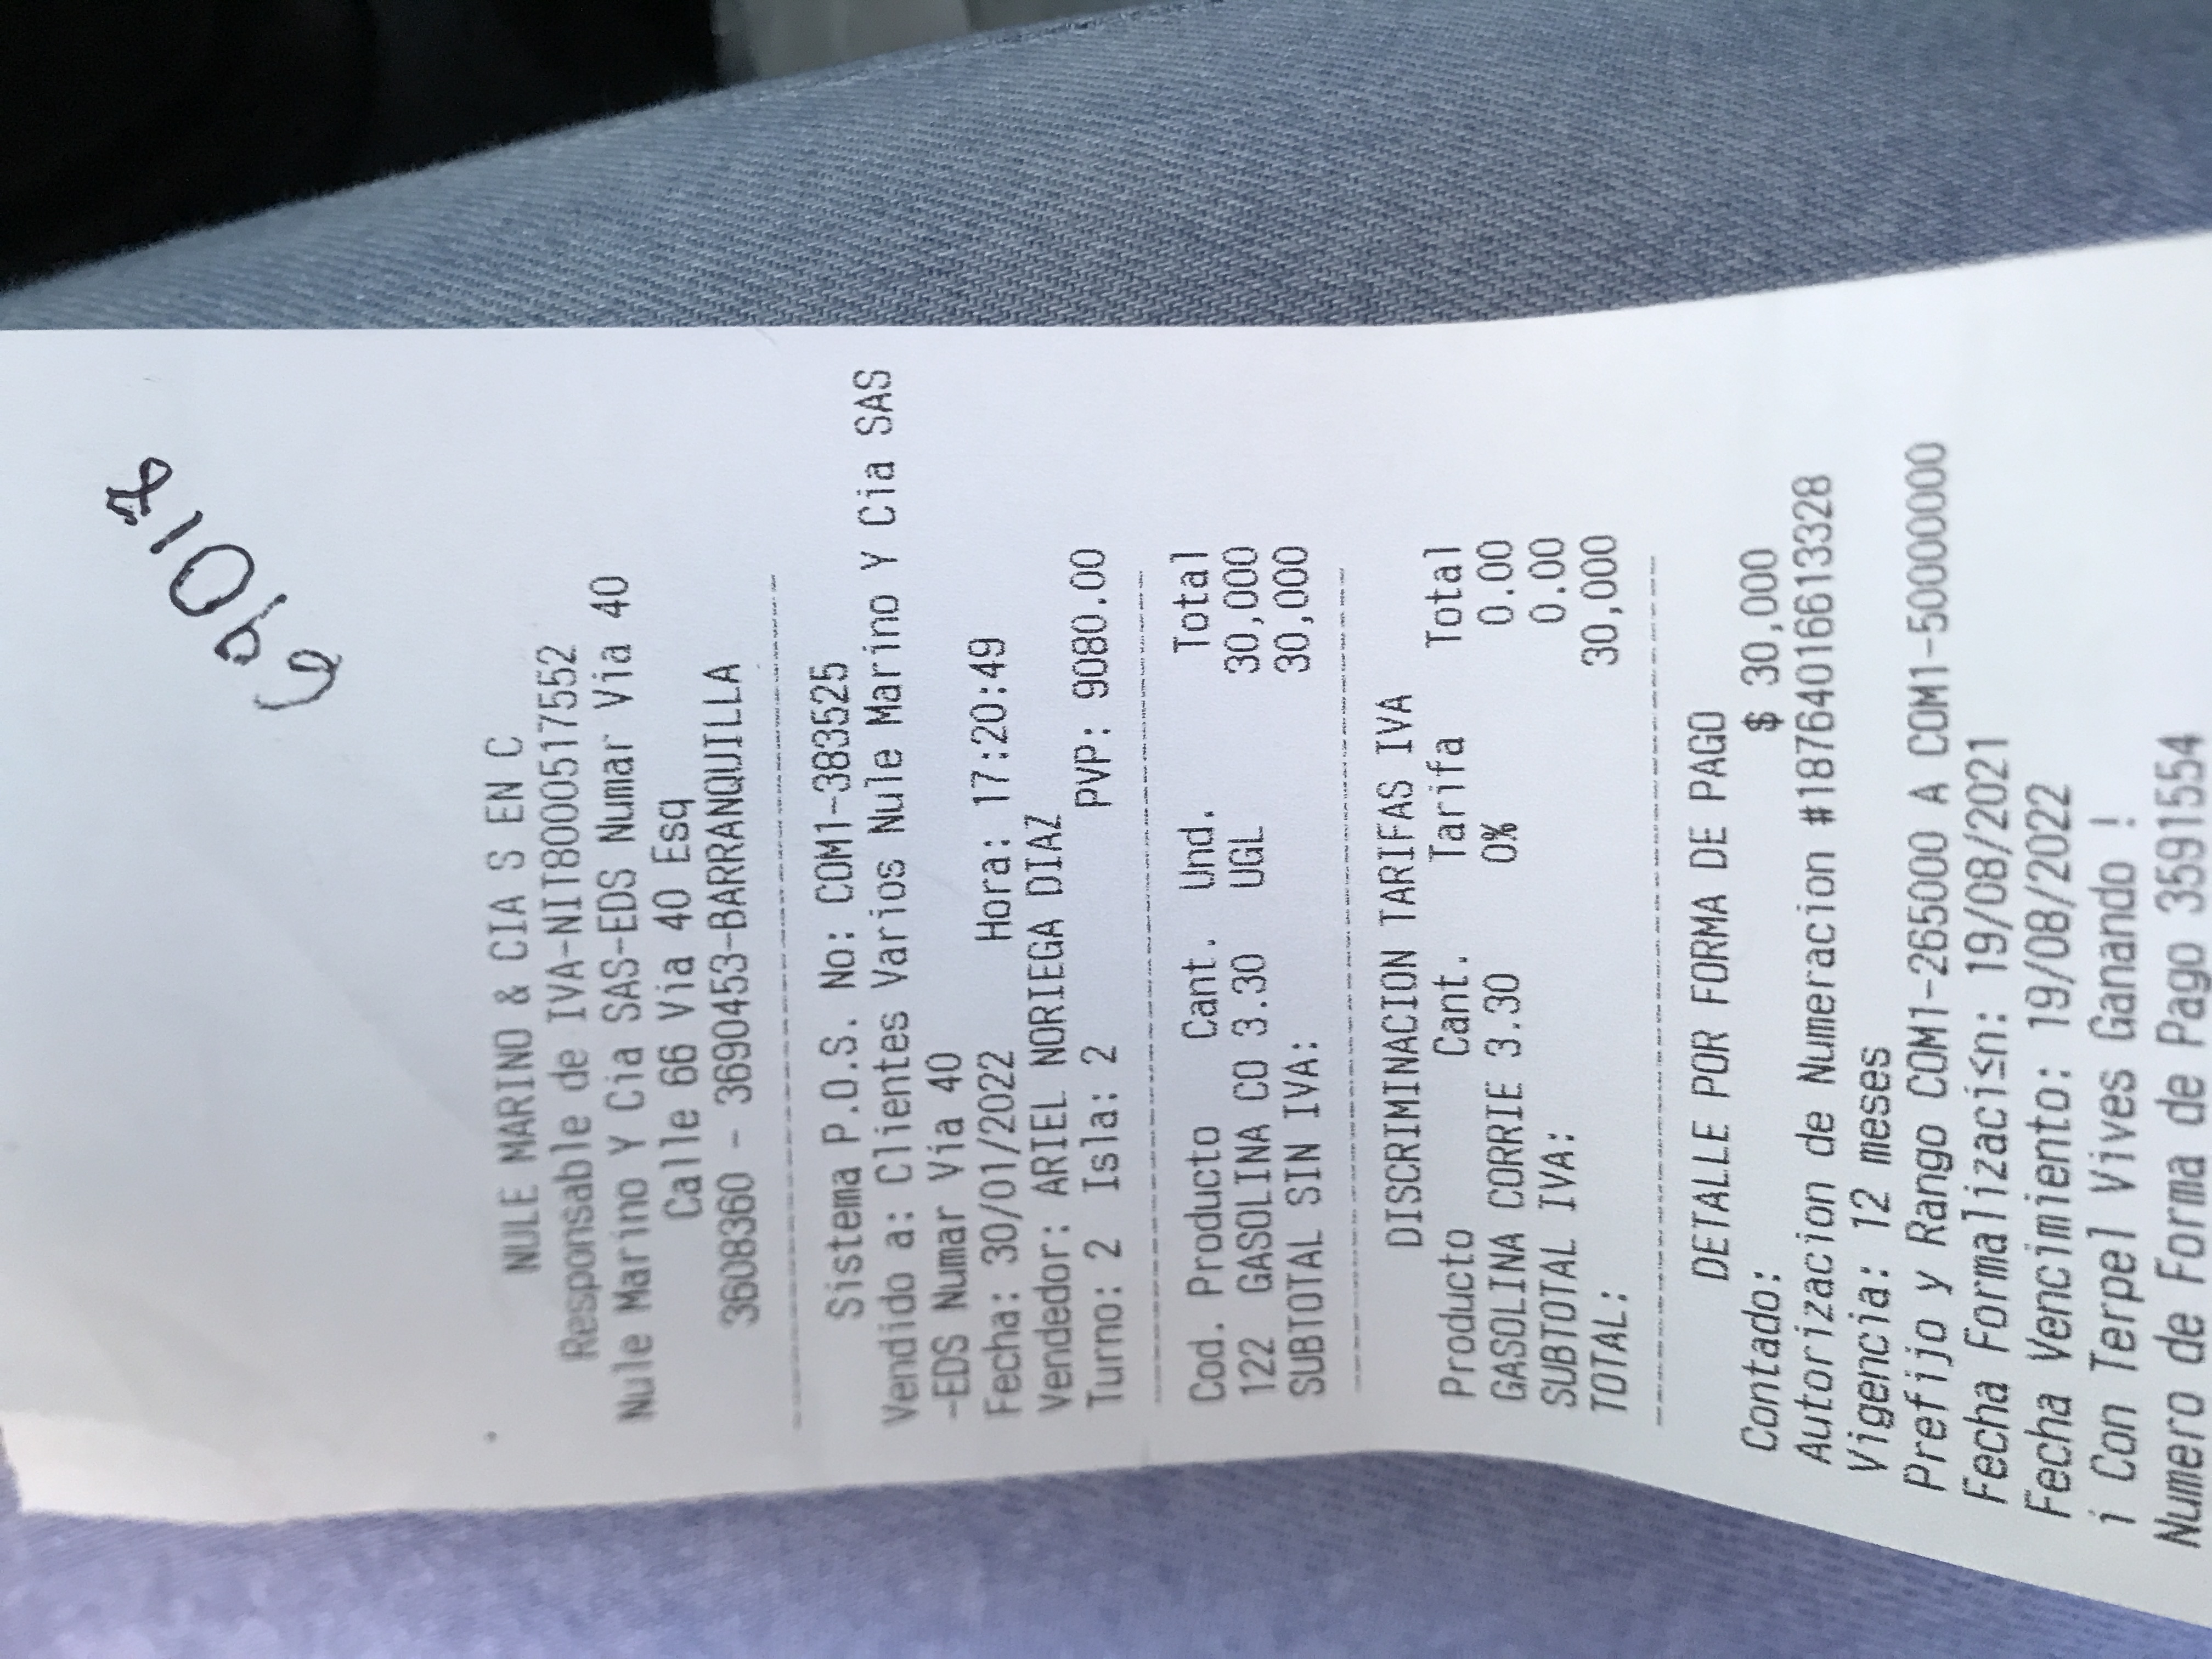 NULE MARINO & CIA S EN C
Responsable de IVA-NIT8000517552
Nule Marino Y Cia SAS-EDS Numar Via 40
Calle 66 Via 40 Esq
3608360 - 3690453-BARRANQUILLA
Sistema P.O.S. No: COM1-383525
Vendido a: Clientes Varios Nule Marino Y Cia SAS
-EDS Numar Via 40
Fecha: 30/01/2022 Hora: 17:20:49
Vendedor: ARIEL NORIEGA DIAZ
Turno: 2 Isla: 2 PVP: 9080.00
Cod. Producto Cant. Und. Total
122 GASOLINA CO 3.30 UGL 30,000
SUBTOTAL SIN IVA: 30,000
DISCRIMINACION TARIFAS IVA
Producto Cant. Tarifa Total
GASOLINA CORRIE 3.30 0% 0.00
SUBTOTAL IVA: 0.00
TOTAL: 30,000
DETALLE POR FORMA DE PAGO
Contado: $ 30,000
Autorizacion de Numeracion #18764016613328
Vigencia: 12 meses
Prefijo y Rango COM1-265000 A COM1-5000000
Fecha Formalizaci≤n: 19/08/2021
Fecha Vencimiento: 19/08/2022
¡ Con Terpel Vives Ganando !
Numero de Forma de Pago 3591554